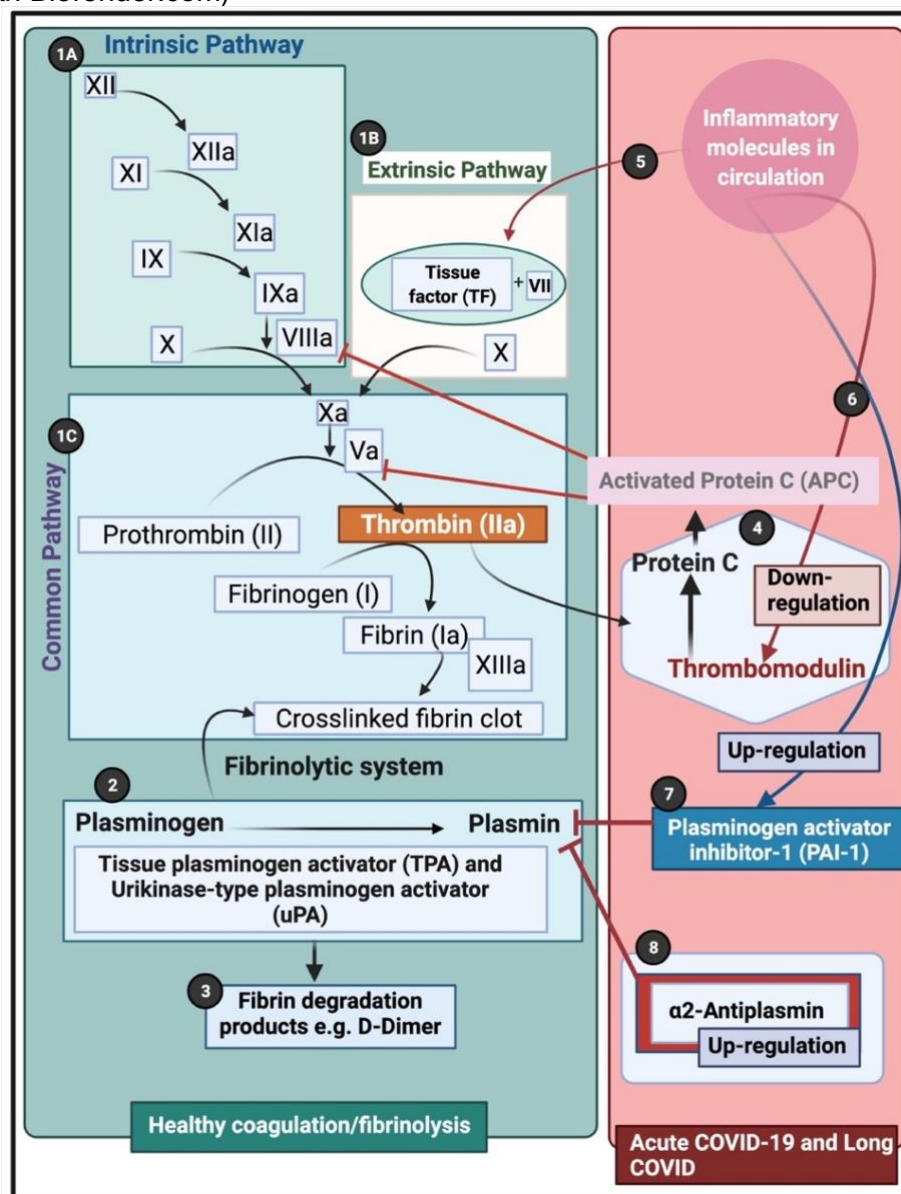 Intrinsic Pathway
1A
XII
XIIa
XI
XIa
IX
IXa
VIIIa
X
1B
Extrinsic Pathway
Tissue
factor (TF)
+ VII
X
1C
Common Pathway
Xa
Va
Prothrombin (II)
Thrombin (IIa)
Fibrinogen (I)
Fibrin (Ia)
XIIIa
Crosslinked fibrin clot
Fibrinolytic system
2
Plasminogen
Plasmin
Tissue plasminogen activator (TPA) and
Urikinase-type plasminogen activator
(uPA)
3
Fibrin degradation
products e.g. D-Dimer
Healthy coagulation/fibrinolysis
Inflammatory
molecules in
circulation
5
6
Activated Protein C (APC)
4
Protein C
Down-
regulation
Thrombomodulin
Up-regulation
7
Plasminogen activator
inhibitor-1 (PAI-1)
8
α2-Antiplasmin
Up-regulation
Acute COVID-19 and Long
COVID